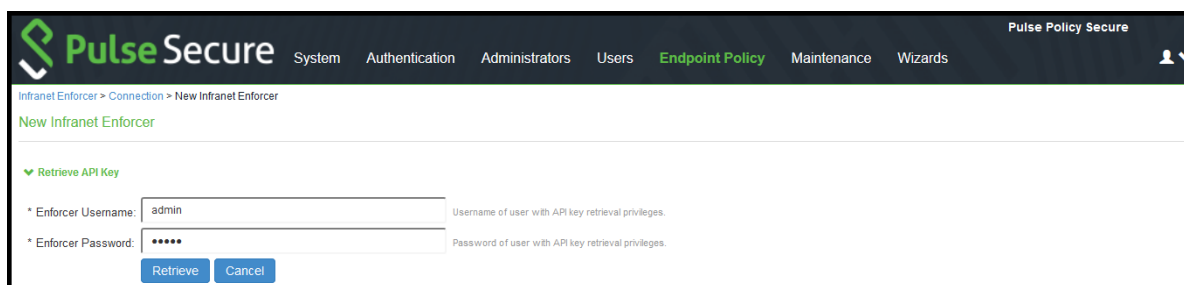 Pulse Policy Secure
Pulse Secure System Authentication Administrators Users Endpoint Policy Maintenance Wizards
Infranet Enforcer > Connection > New Infranet Enforcer
New Infranet Enforcer
Retrieve API Key
* Enforcer Username: admin Username of user with API key retrieval privileges.
* Enforcer Password: ••••• Password of user with API key retrieval privileges.
Retrieve Cancel